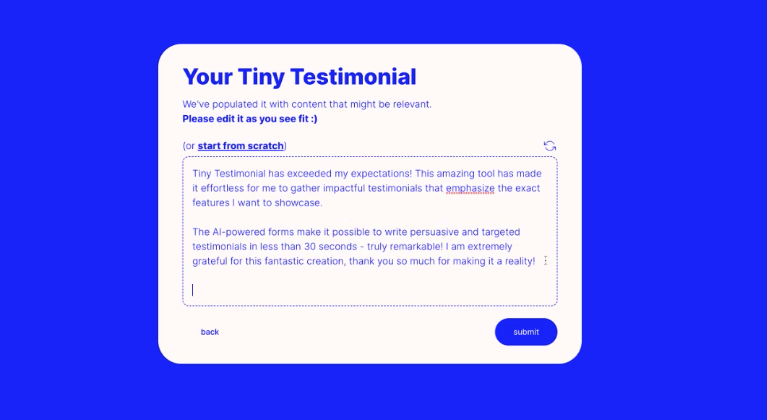 Your Tiny Testimonial
We've populated it with content that might be relevant.
Please edit it as you see fit :)
(or start from scratch)
Tiny Testimonial has exceeded my expectations! This amazing tool has made
it effortless for me to gather impactful testimonials that emphasize the exact
features I want to showcase.
The AI-powered forms make it possible to write persuasive and targeted
testimonials in less than 30 seconds - truly remarkable! I am extremely
grateful for this fantastic creation, thank you so much for making it a reality!
back
submit